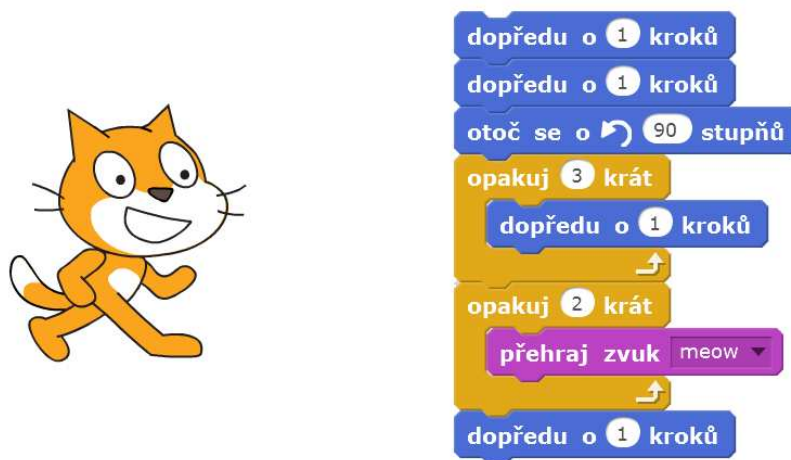 dopředu o 1 kroků
dopředu o 1 kroků
otoč se o 90 stupňů
opakuj 3 krát
dopředu o 1 kroků
opakuj 2 krát
přehraj zvuk meow
dopředu o 1 kroků